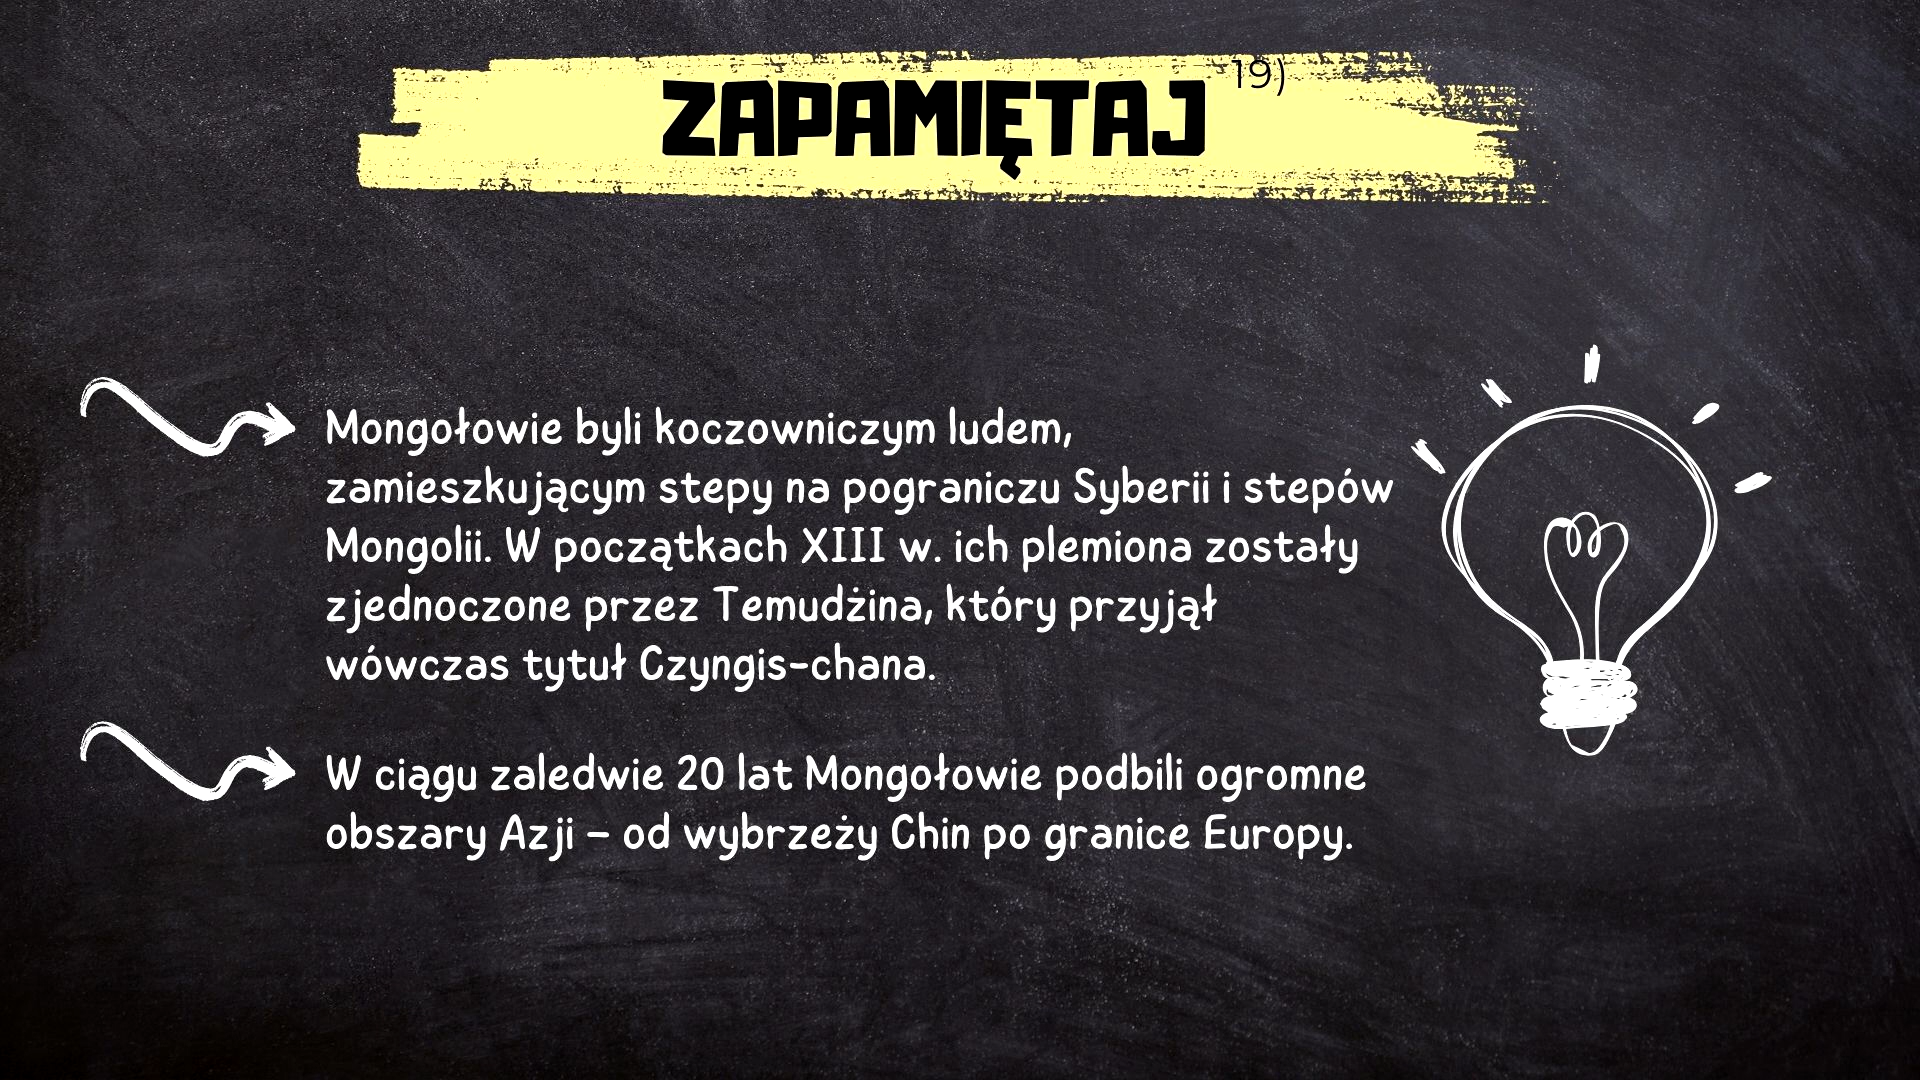 ZAPAMIĘTAJ 19)
Mongołowie byli koczowniczym ludem,
zamieszkującym stepy na pograniczu Syberii i stepów
Mongolii. W początkach XIII w. ich plemiona zostały
zjednoczone przez Temudżina, który przyjął
wówczas tytuł Czyngis-chana.
W ciągu zaledwie 20 lat Mongołowie podbili ogromne
obszary Azji – od wybrzeży Chin po granice Europy.